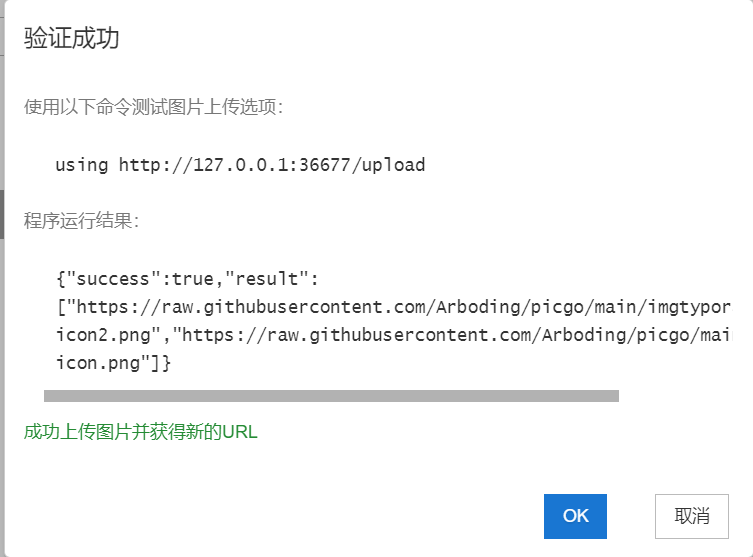 验证成功
使用以下命令测试图片上传选项:
using http://127.0.0.1:36677/upload
程序运行结果:
{"success":true,"result":
["https://raw.githubusercontent.com/Arboding/picgo/main/imgtypor
icon2.png","https://raw.githubusercontent.com/Arboding/picgo/mai
icon.png"]}
成功上传图片并获得新的URL
OK
取消